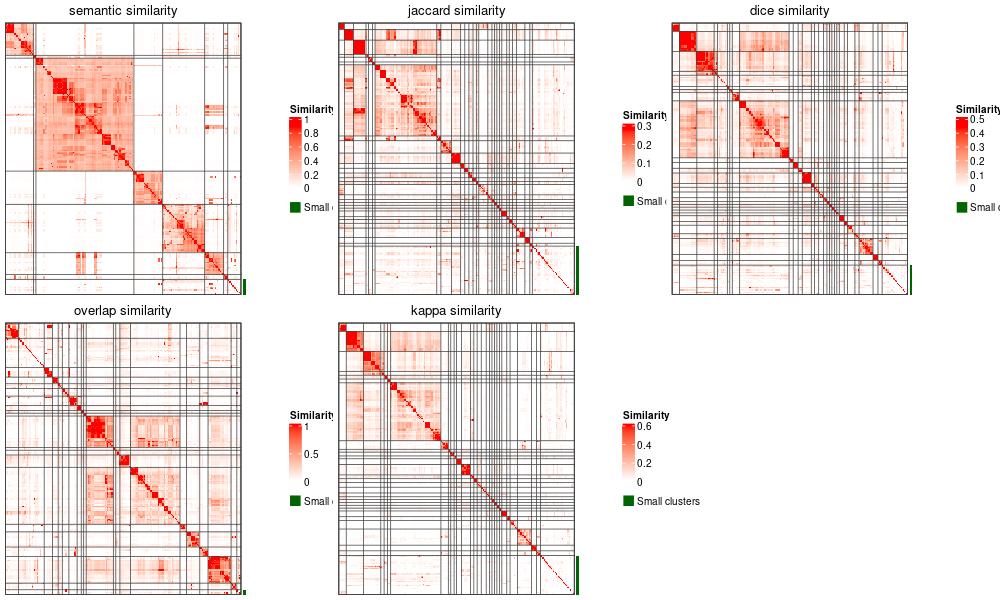 semantic similarity
Similarity
1
0.8
0.6
0.4
0.2
0
Small
jaccard similarity
Similarity
0.3
0.2
0.1
0
Small
dice similarity
Similarity
0.5
0.4
0.3
0.2
0.1
0
Small
overlap similarity
Similarity
1
0.5
0
Small
kappa similarity
Similarity
0.6
0.4
0.2
0
Small clusters